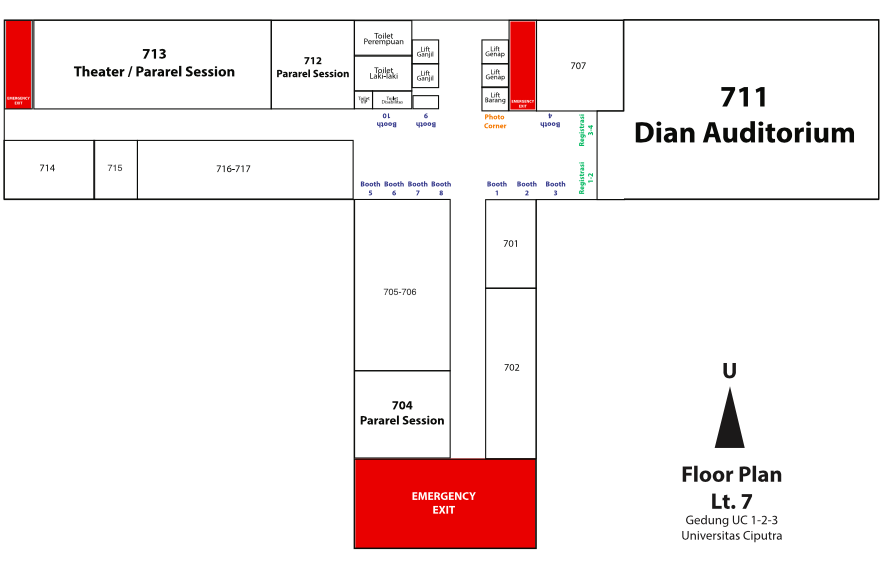 713
Theater / Pararel Session
712
Pararel Session
Toilet
Perempuan
Toilet
Laki-laki
Toilet
VIP
Toilet
Disabilitas
Lift
Ganjil
Lift
Ganjil
Lift
Genap
Lift
Genap
Lift
Barang
EMERGENCY
EXIT
EMERGENCY
EXIT
707
711
Dian Auditorium
Booth
10
Booth
9
Photo
Corner
Booth
4
Registrasi
3-4
Registrasi
1-2
714
715
716-717
Booth
5
Booth
6
Booth
7
Booth
8
Booth
1
Booth
2
Booth
3
701
705-706
702
704
Pararel Session
EMERGENCY
EXIT
U
Floor Plan
Lt. 7
Gedung UC 1-2-3
Universitas Ciputra